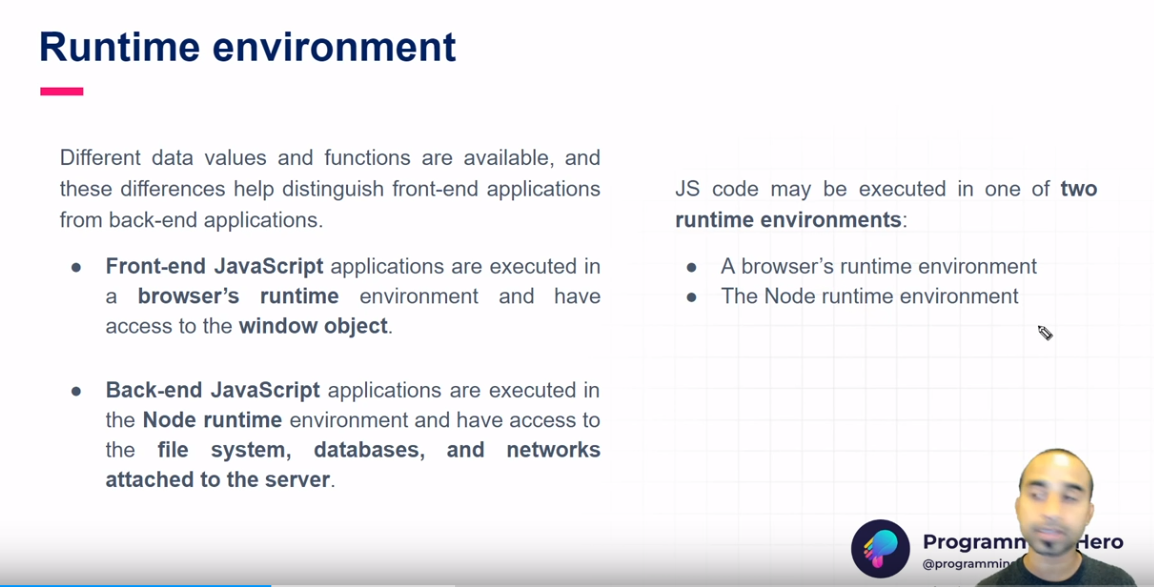 Runtime environment
Different data values and functions are available, and
these differences help distinguish front-end applications
from back-end applications.
● Front-end JavaScript applications are executed in
a browser's runtime environment and have
access to the window object.
● Back-end JavaScript applications are executed in
the Node runtime environment and have access to
the file system, databases, and networks
attached to the server.
JS code may be executed in one of two
runtime environments:
● A browser's runtime environment
● The Node runtime environment
Hero